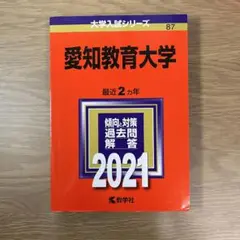 大学入試シリーズ
87
愛知教育大学
最近2カ年
傾向と対策
過去問
解答
2021
教学社